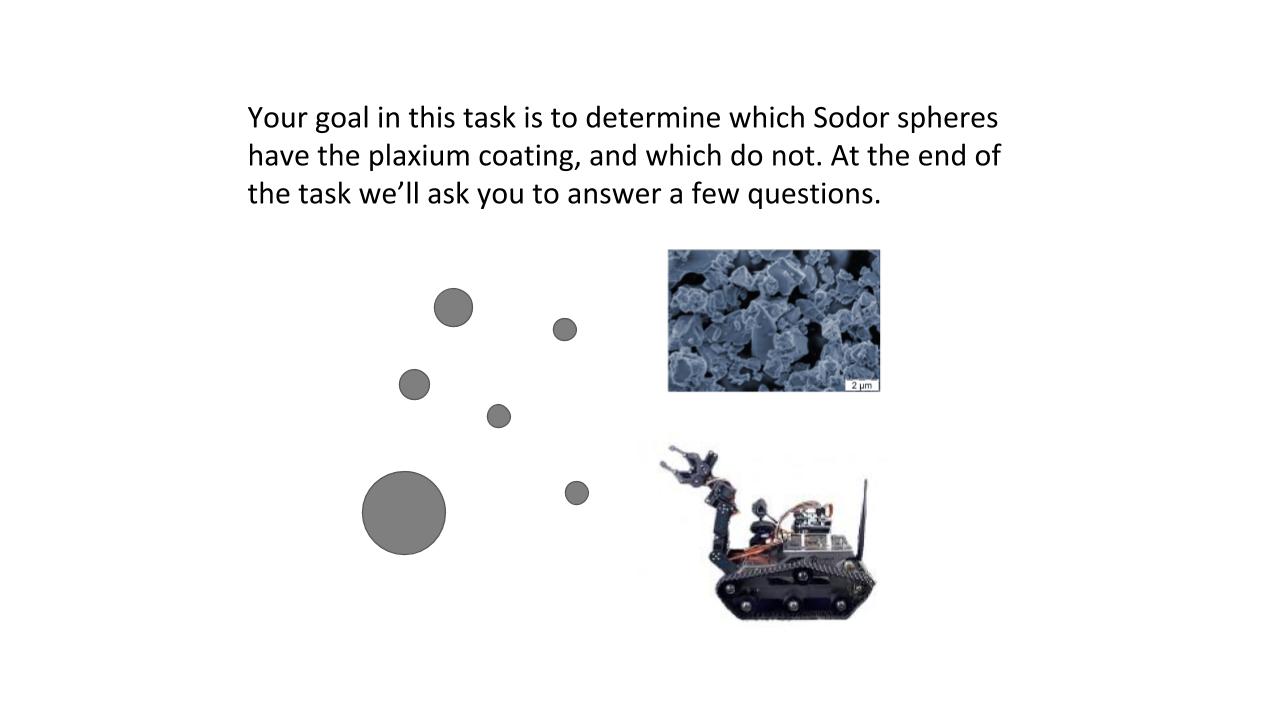 Your goal in this task is to determine which Sodor spheres
have the plaxium coating, and which do not. At the end of
the task we’ll ask you to answer a few questions.
2 µm